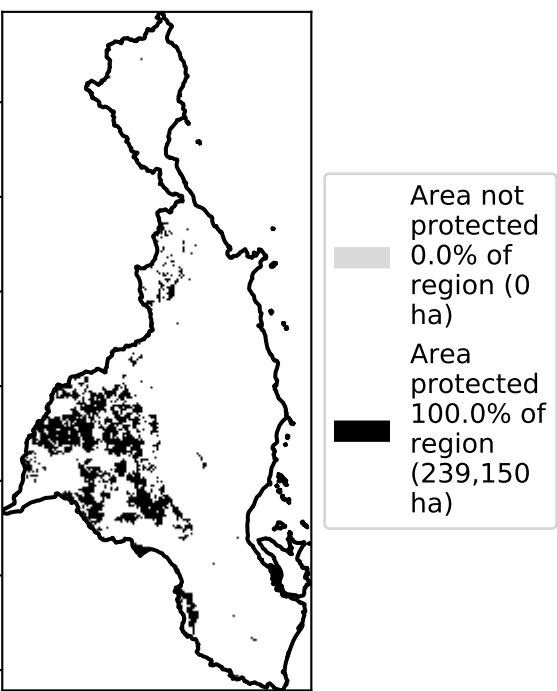 Area not
protected
0.0% of
region (0
ha)
Area
protected
100.0% of
region
(239,150
ha)